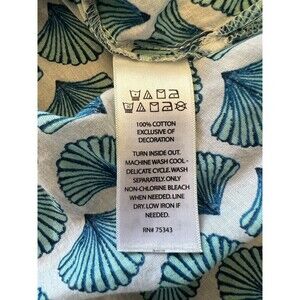 100% COTTON
EXCLUSIVE OF
DECORATION
TURN INSIDE OUT.
MACHINE WASH COOL -
DELICATE CYCLE. WASH
SEPARATELY. ONLY
NON-CHLORINE BLEACH
WHEN NEEDED. LINE
DRY. LOW IRON IF
NEEDED.
RN# 75343